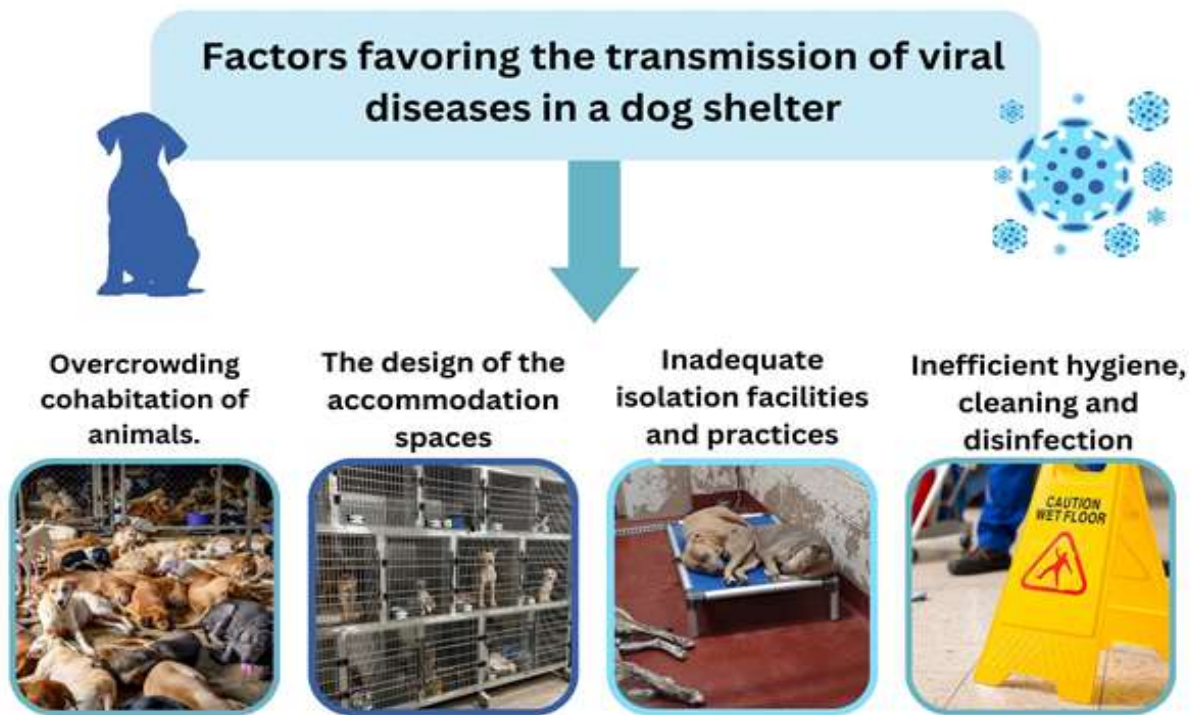 Factors favoring the transmission of viral
diseases in a dog shelter
Overcrowding
cohabitation of
animals.
The design of the
accommodation
spaces
Inadequate
isolation facilities
and practices
Inefficient hygiene,
cleaning and
disinfection
CAUTION
WET FLOOR